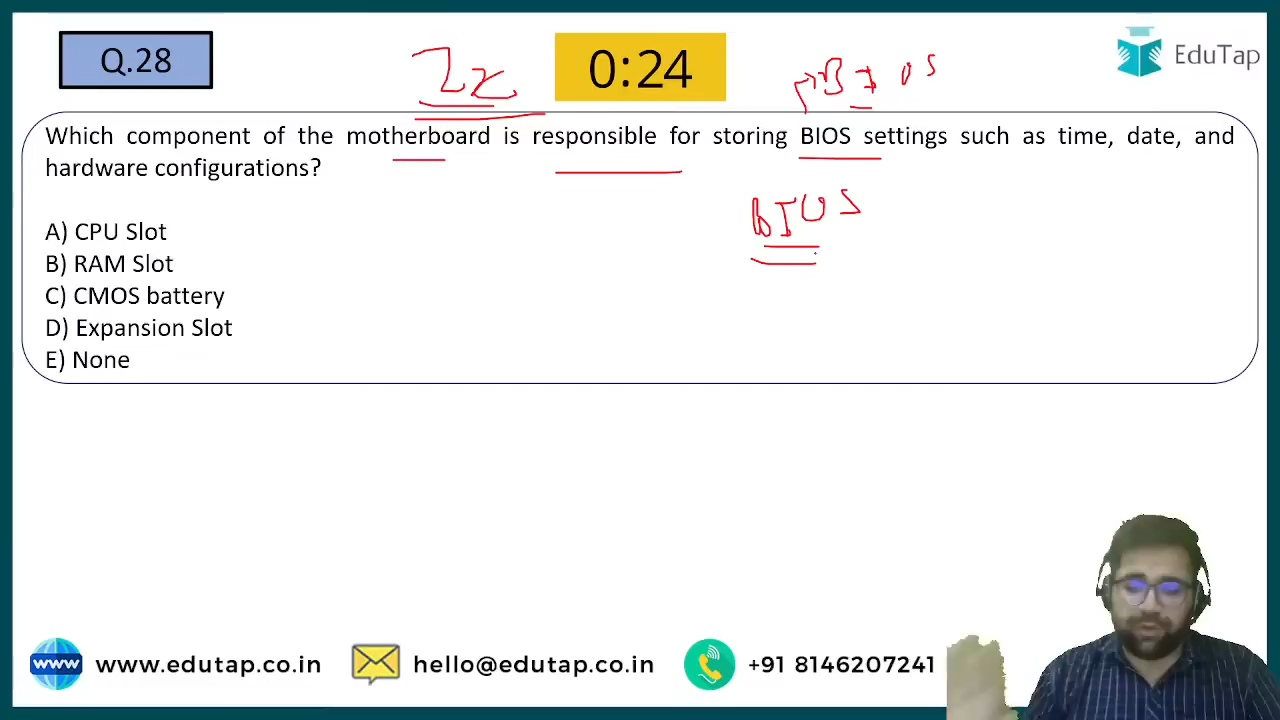 Q.28
0:24
EduTap
Which component of the motherboard is responsible for storing BIOS settings such as time, date, and
hardware configurations?
BIOS
A) CPU Slot
B) RAM Slot
C) CMOS battery
D) Expansion Slot
E) None
www
www.edutap.co.in
hello@edutap.co.in
+91 8146207241